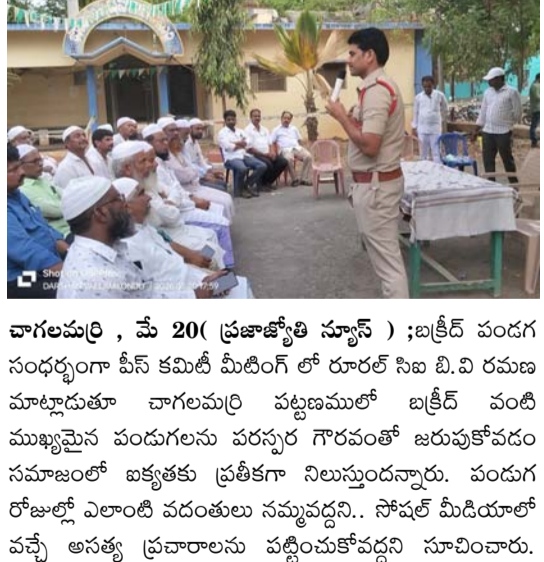 చాగలమర్రి , మే 20( ప్రజాజ్యోతి న్యూస్ ) ;బక్రీద్ పండగ
సంధర్భంగా పీస్ కమిటీ మీటింగ్ లో రూరల్ సిఐ బి.వి రమణ
మాట్లాడుతూ చాగలమర్రి పట్టణములో బక్రీద్ వంటి
ముఖ్యమైన పండుగలను పరస్పర గౌరవంతో జరుపుకోవడం
సమాజంలో ఐక్యతకు ప్రతీకగా నిలుస్తుందన్నారు. పండుగ
రోజుల్లో ఎలాంటి వదంతులు నమ్మవద్దని.. సోషల్ మీడియాలో
వచ్చే అసత్య ప్రచారాలను పట్టించుకోవద్దని సూచించారు.